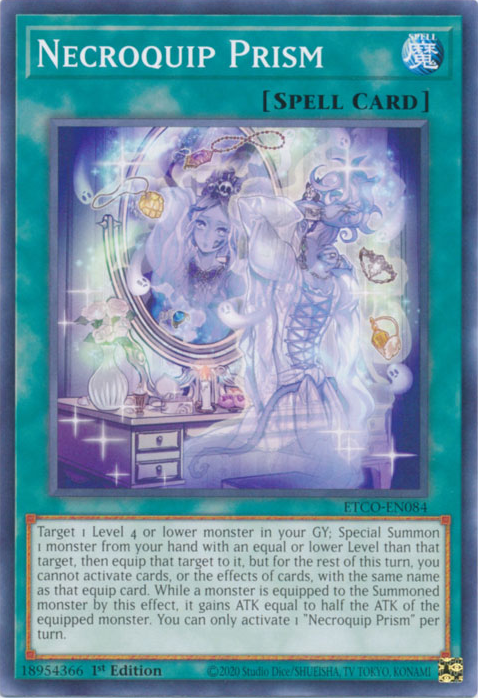 NECROQUIP PRISM
SPELL
魔
[SPELL CARD]
ETCO-EN084
Target 1 Level 4 or lower monster in your GY; Special Summon
1 monster from your hand with an equal or lower Level than that
target, then equip that target to it, but for the rest of this turn, you
cannot activate cards, or the effects of cards, with the same name
as that equip card. While a monster is equipped to the Summoned
monster by this effect, it gains ATK equal to half the ATK of the
equipped monster. You can only activate 1 "Necroquip Prism" per
turn.
18954366 1st Edition ©2020 Studio Dice/SHUEISHA, TV TOKYO, KONAMI